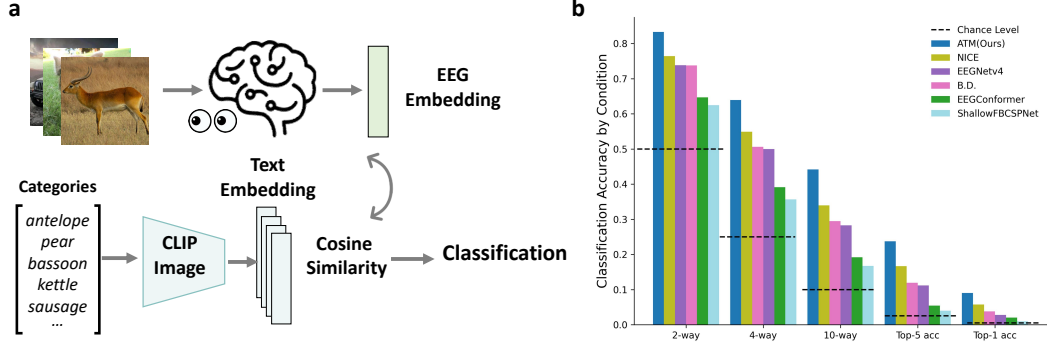 a
EEG
Embedding
Text
Embedding
Categories
antelope
pear
bassoon
kettle
sausage
...
CLIP
Image
Cosine
Similarity
Classification
b
Classification Accuracy by Condition
0.8
0.7
0.6
0.5
0.4
0.3
0.2
0.1
0.0
Chance Level
ATM(Ours)
NICE
EEGNetv4
B.D.
EEGConformer
ShallowFBCSPNet
2-way
4-way
10-way
Top-5 acc
Top-1 acc